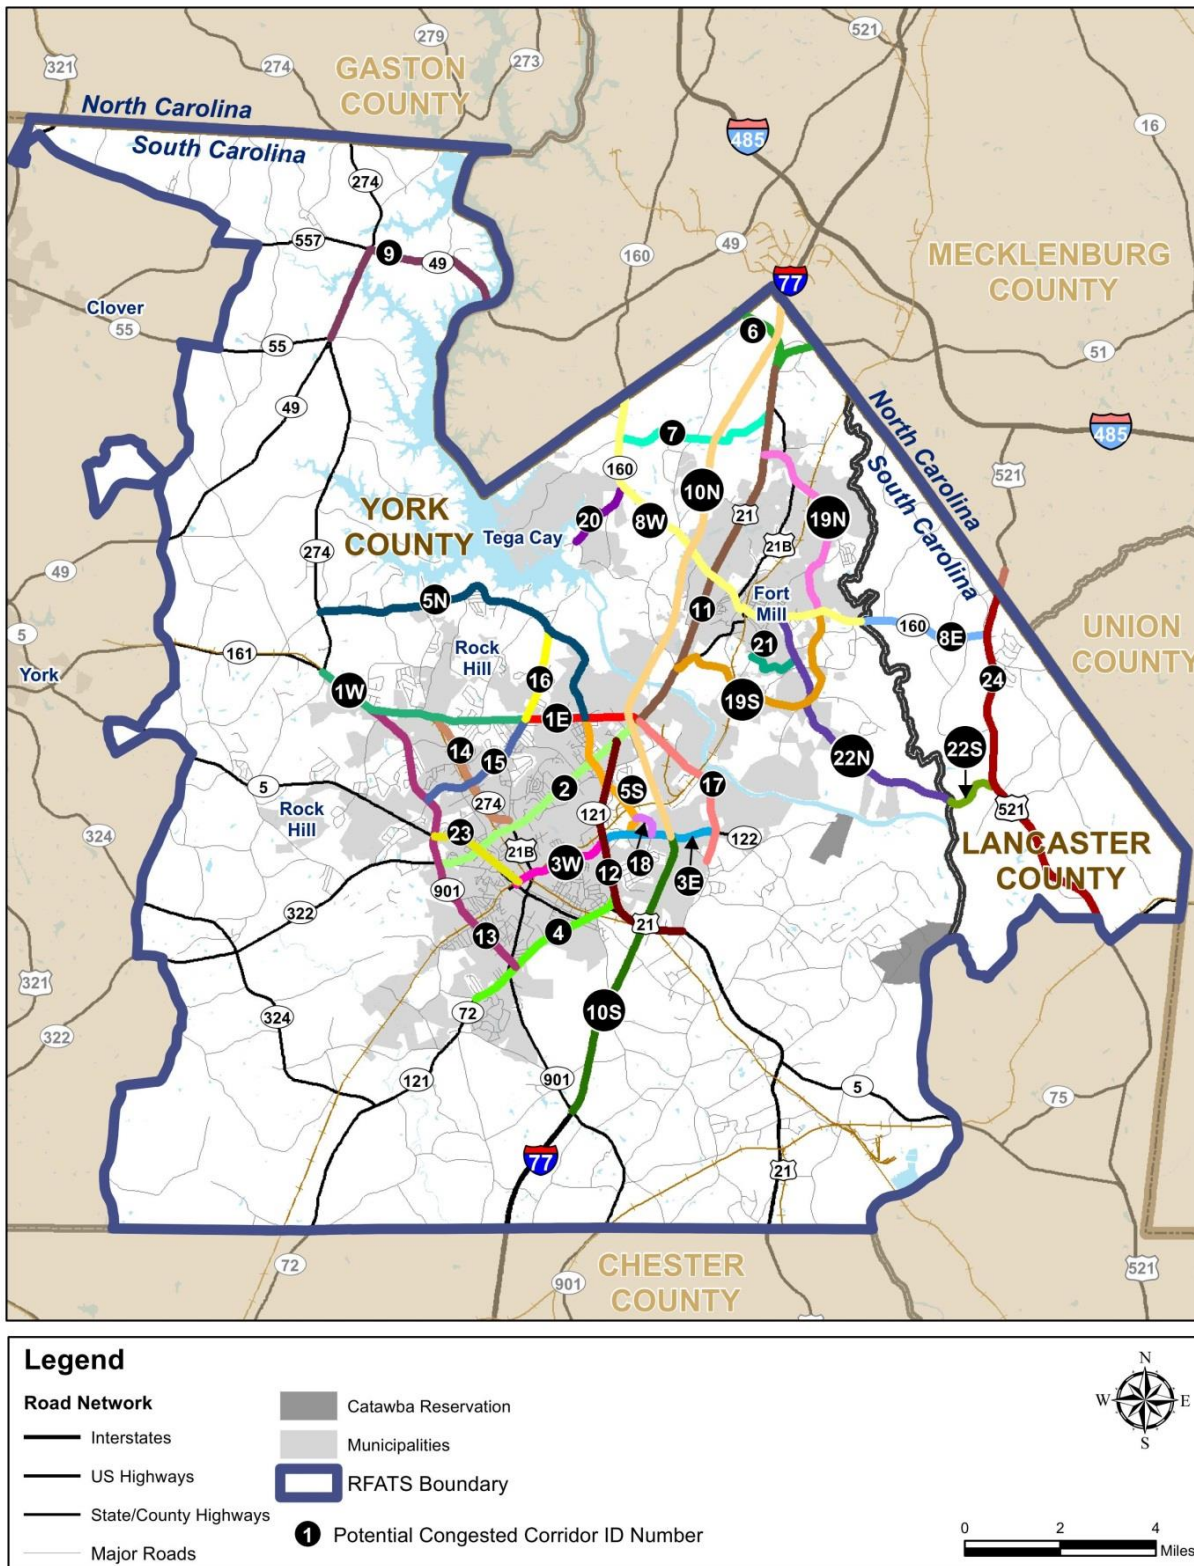 279
521
321
274
273
GASTON
COUNTY
16
485
North Carolina
South Carolina
274
49
160
MECKLENBURG
COUNTY
557
9
49
77
Clover
55
55
6
51
49
North Carolina
South Carolina
485
7
160
521
YORK
COUNTY
10N
20
8W
21
19N
Tega Cay
21B
274
49
5N
11
Fort
Mill
160
8E
UNION
COUNTY
5
161
York
Rock
Hill
21
24
1W
16
19S
1E
22N
22S
14
15
5
2
5S
17
274
121
521
Rock
Hill
324
23
21B
3W
18
122
LANCASTER
COUNTY
12
3E
901
322
13
4
21
321
10S
72
324
322
121
901
5
75
77
21
72
CHESTER
COUNTY
901
521
Legend
Road Network
Interstates
US Highways
State/County Highways
Major Roads
Catawba Reservation
Municipalities
RFATS Boundary
1 Potential Congested Corridor ID Number
N
W E
S
0 2 4
Miles